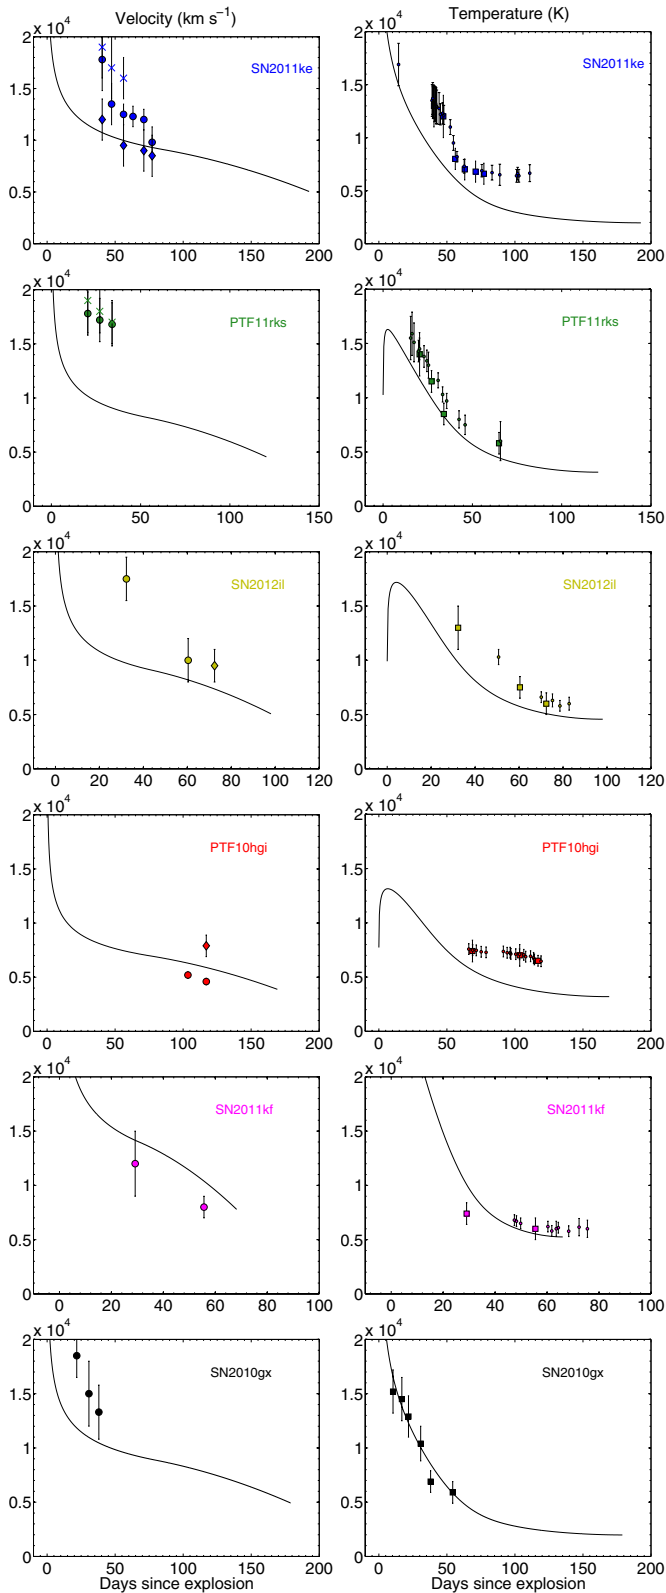 Velocity (km s⁻¹) Temperature (K)
x 10⁴ x 10⁴
2 2
SN2011ke SN2011ke
1.5 1.5
1 1
0.5 0.5
0 0
0 50 100 150 200 0 50 100 150 200
x 10⁴ x 10⁴
2 2
PTF11rks PTF11rks
1.5 1.5
1 1
0.5 0.5
0 0
0 50 100 150 0 50 100 150
x 10⁴ x 10⁴
2 2
SN2012il SN2012il
1.5 1.5
1 1
0.5 0.5
0 0
0 20 40 60 80 100 120 0 20 40 60 80 100 120
x 10⁴ x 10⁴
2 2
PTF10hgi PTF10hgi
1.5 1.5
1 1
0.5 0.5
0 0
0 50 100 150 200 0 50 100 150 200
x 10⁴ x 10⁴
2 2
SN2011kf SN2011kf
1.5 1.5
1 1
0.5 0.5
0 0
0 20 40 60 80 100 0 20 40 60 80 100
x 10⁴ x 10⁴
2 2
SN2010gx SN2010gx
1.5 1.5
1 1
0.5 0.5
0 0
0 50 100 150 200 0 50 100 150 200
Days since explosion Days since explosion